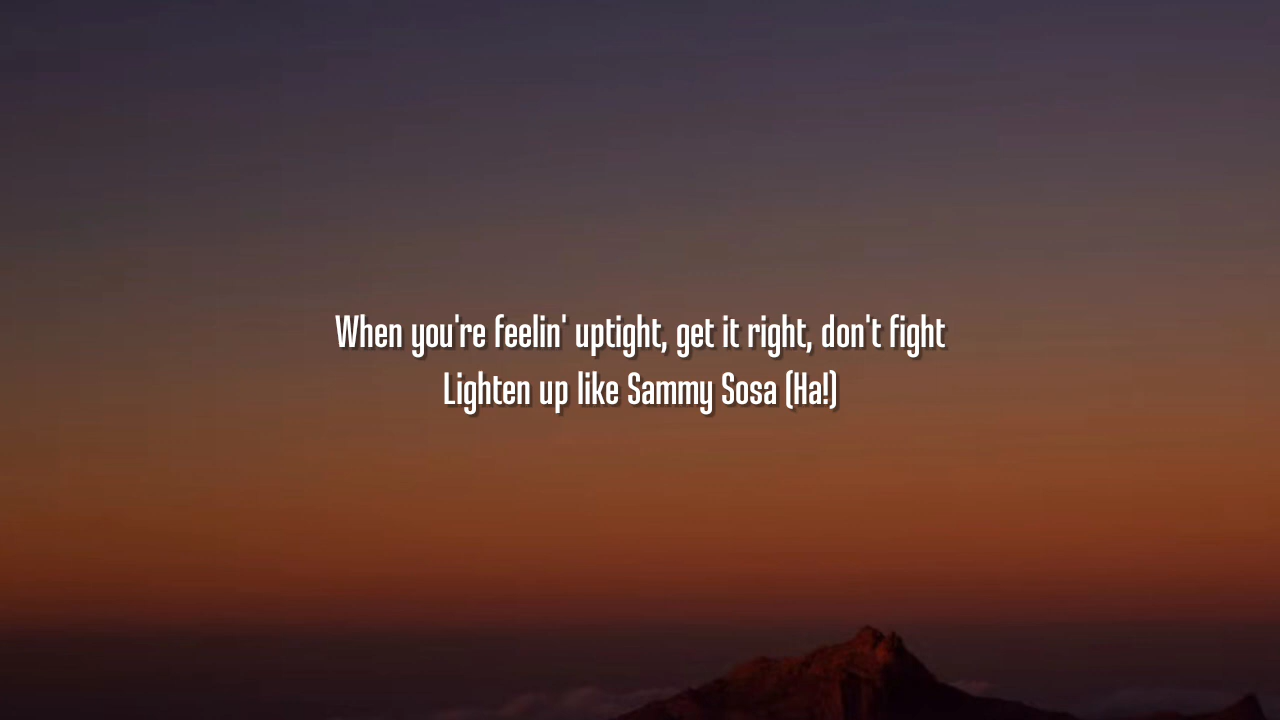 When you're feelin' uptight, get it right, don't fight
Lighten up like Sammy Sosa (Ha!)